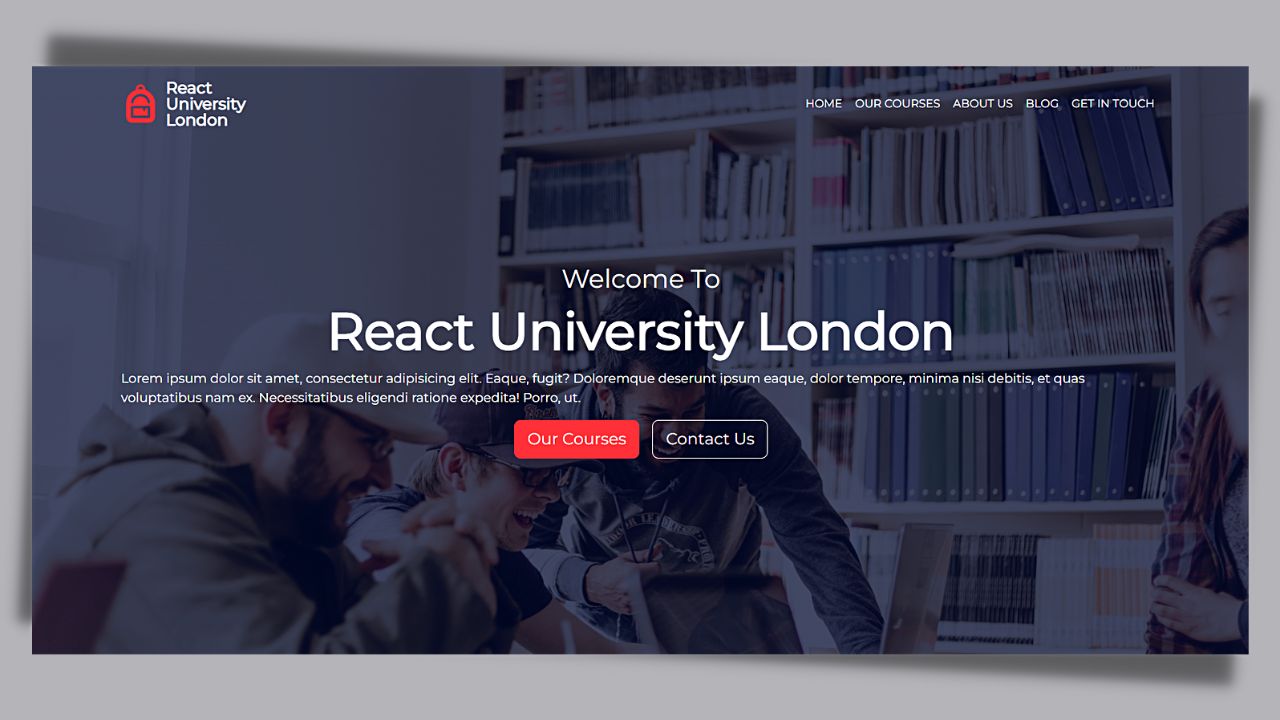 React
University
London
HOME OUR COURSES ABOUT US BLOG GET IN TOUCH
Welcome To
React University London
Lorem ipsum dolor sit amet, consectetur adipisicing elit. Eaque, fugit? Doloremque deserunt ipsum eaque, dolor tempore, minima nisi debitis, et quas
voluptatibus nam ex. Necessitatibus eligendi ratione expedita! Porro, ut.
Our Courses Contact Us